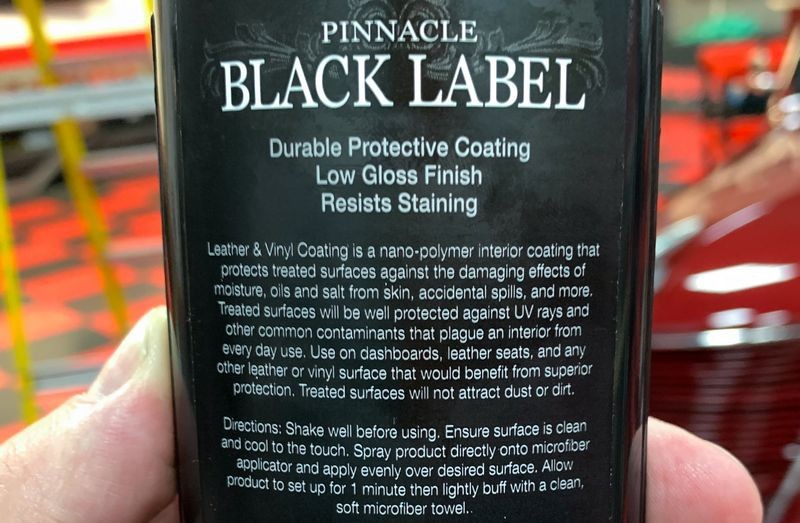 PINNACLE
BLACK LABEL
Durable Protective Coating
Low Gloss Finish
Resists Staining
Leather & Vinyl Coating is a nano-polymer interior coating that
protects treated surfaces against the damaging effects of
moisture, oils and salt from skin, accidental spills, and more.
Treated surfaces will be well protected against UV rays and
other common contaminants that plague an interior from
every day use. Use on dashboards, leather seats, and any
other leather or vinyl surface that would benefit from superior
protection. Treated surfaces will not attract dust or dirt.
Directions: Shake well before using. Ensure surface is clean
and cool to the touch. Spray product directly onto microfiber
applicator and apply evenly over desired surface. Allow
product to set up for 1 minute then lightly buff with a clean,
soft microfiber towel..